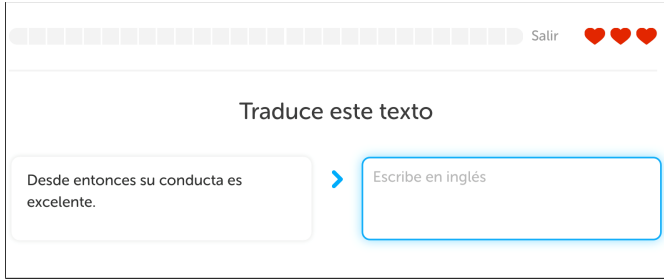 Salir
Traduce este texto
Desde entonces su conducta es
excelente.
Escribe en inglés